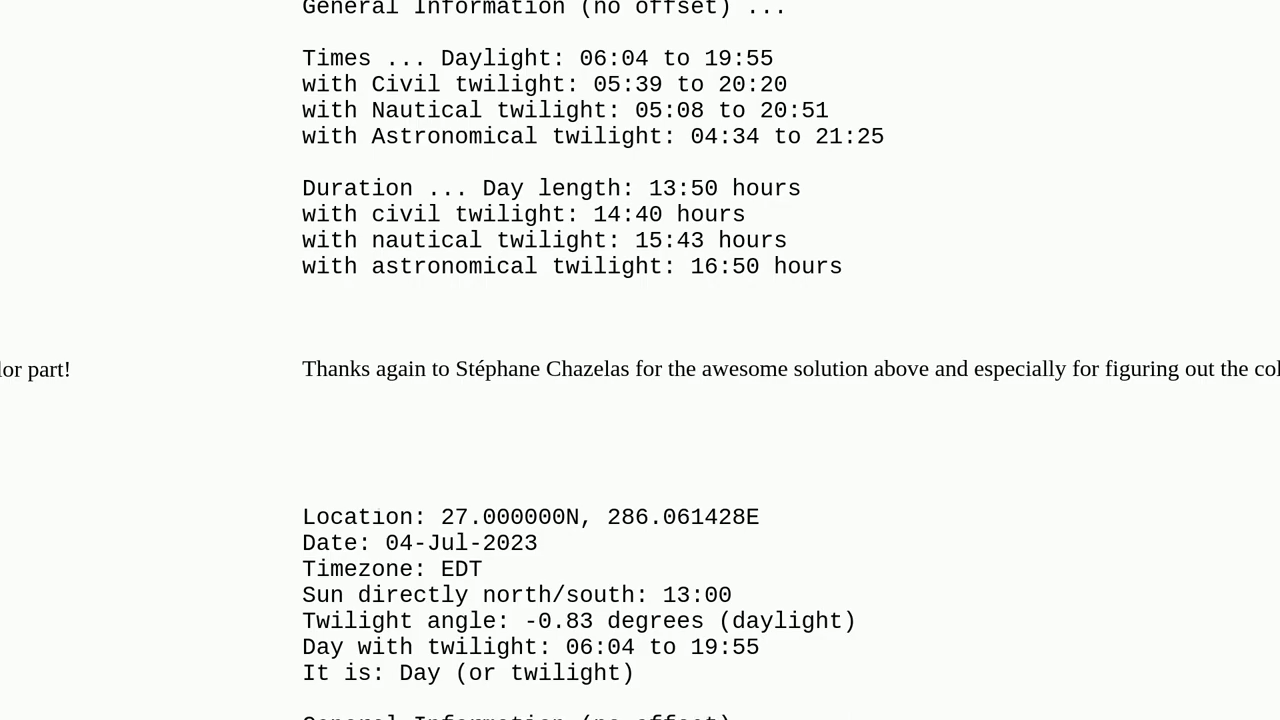 General Information (no offset) ...
Times ... Daylight: 06:04 to 19:55
with Civil twilight: 05:39 to 20:20
with Nautical twilight: 05:08 to 20:51
with Astronomical twilight: 04:34 to 21:25
Duration ... Day length: 13:50 hours
with civil twilight: 14:40 hours
with nautical twilight: 15:43 hours
with astronomical twilight: 16:50 hours
lor part!
Thanks again to Stéphane Chazelas for the awesome solution above and especially for figuring out the col
Location: 27.000000N, 286.061428E
Date: 04-Jul-2023
Timezone: EDT
Sun directly north/south: 13:00
Twilight angle: -0.83 degrees (daylight)
Day with twilight: 06:04 to 19:55
It is: Day (or twilight)
General Information (no offset)